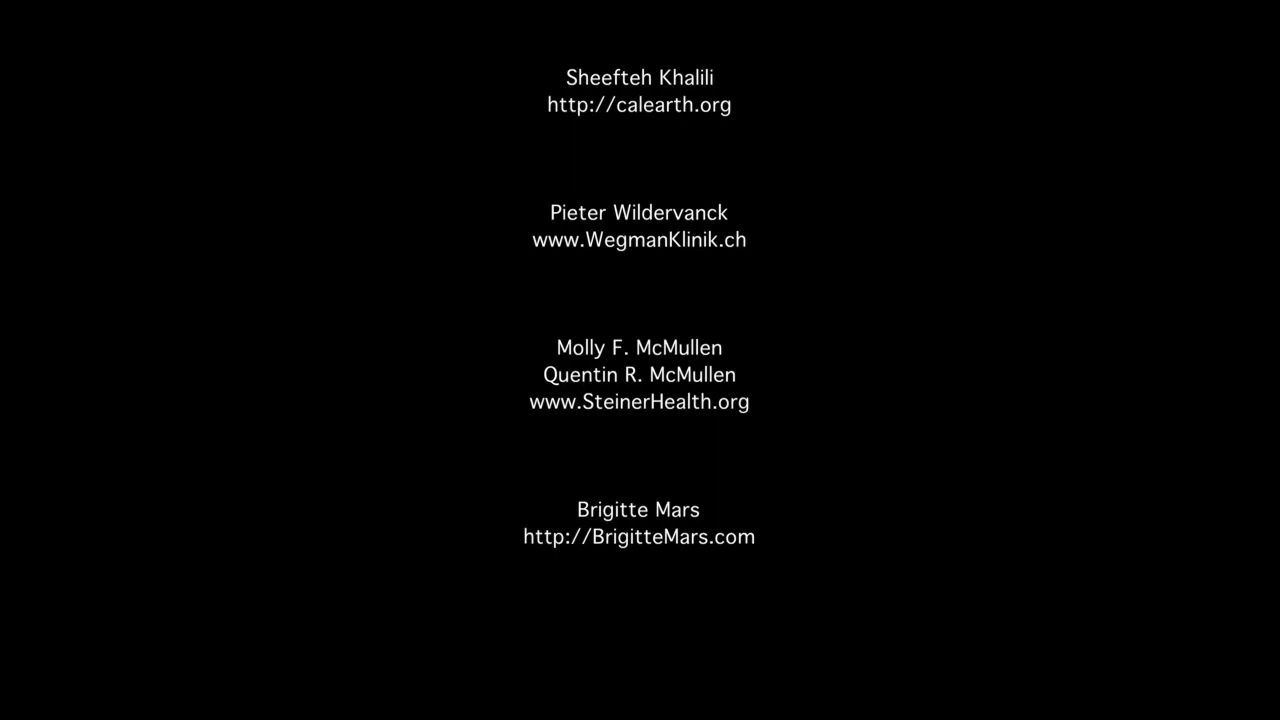 Sheefteh Khalili
http://calearth.org
Pieter Wildervanck
www.WegmanKlinik.ch
Molly F. McMullen
Quentin R. McMullen
www.SteinerHealth.org
Brigitte Mars
http://BrigitteMars.com